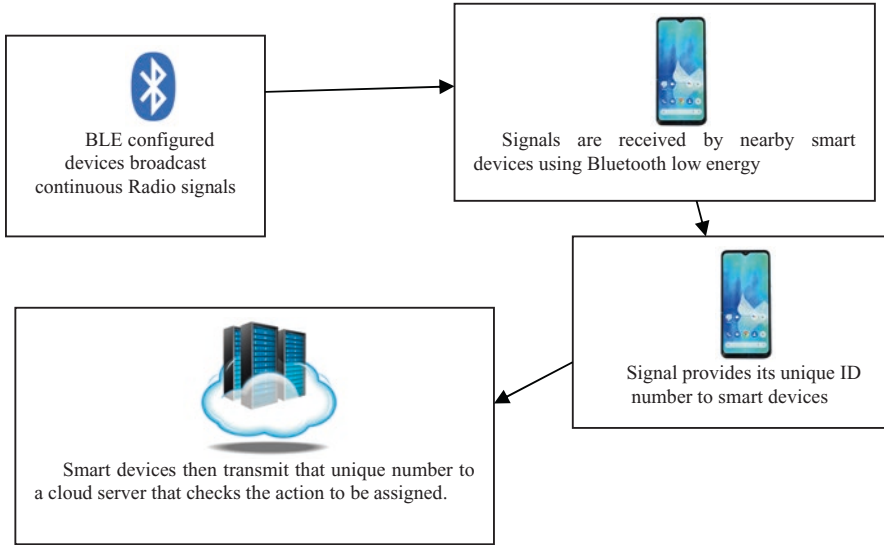 BLE configured
devices broadcast
continuous Radio signals
Signals are received by nearby smart
devices using Bluetooth low energy
Signal provides its unique ID
number to smart devices
Smart devices then transmit that unique number to
a cloud server that checks the action to be assigned.